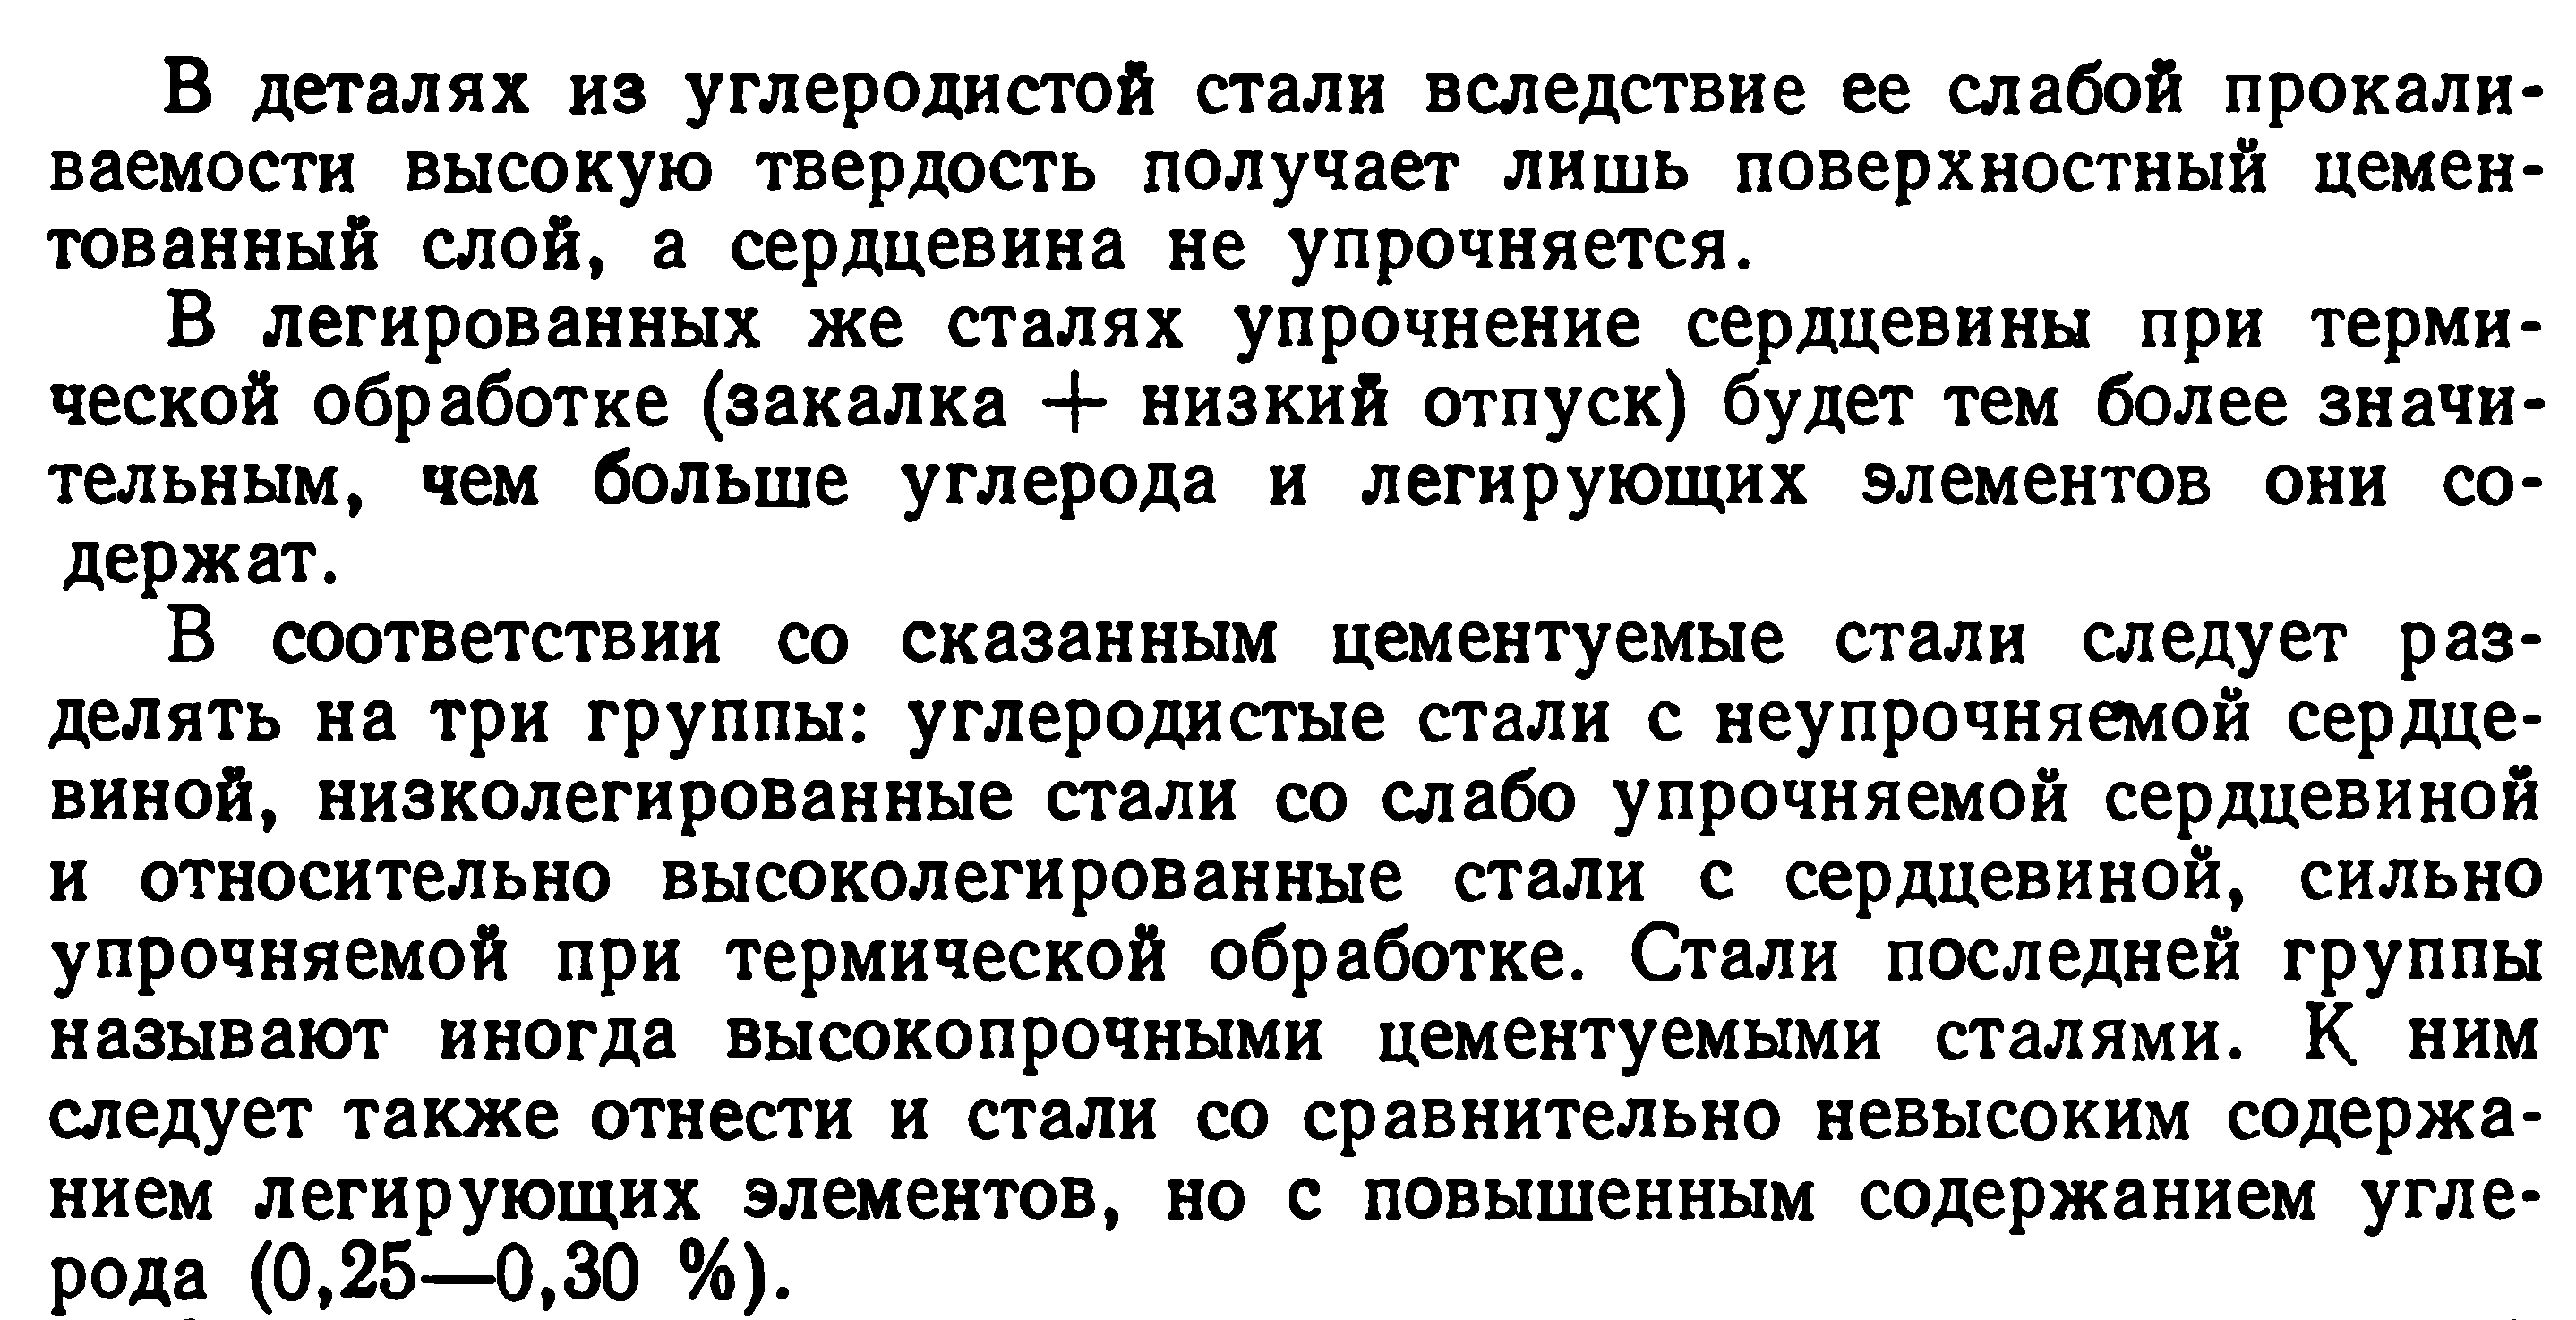 В деталях из углеродистой стали вследствие ее слабой прокали-
ваемости высокую твердость получает лишь поверхностный цемен-
тованный слой, а сердцевина не упрочняется.
В легированных же сталях упрочнение сердцевины при терми-
ческой обработке (закалка + низкий отпуск) будет тем более значи-
тельным, чем больше углерода и легирующих элементов они со-
держат.
В соответствии со сказанным цементуемые стали следует раз-
делять на три группы: углеродистые стали с неупрочняемой сердце-
виной, низколегированные стали со слабо упрочняемой сердцевиной
и относительно высоколегированные стали с сердцевиной, сильно
упрочняемой при термической обработке. Стали последней группы
называют иногда высокопрочными цементуемыми сталями. К ним
следует также отнести и стали со сравнительно невысоким содержа-
нием легирующих элементов, но с повышенным содержанием угле-
рода (0,25—0,30 %).